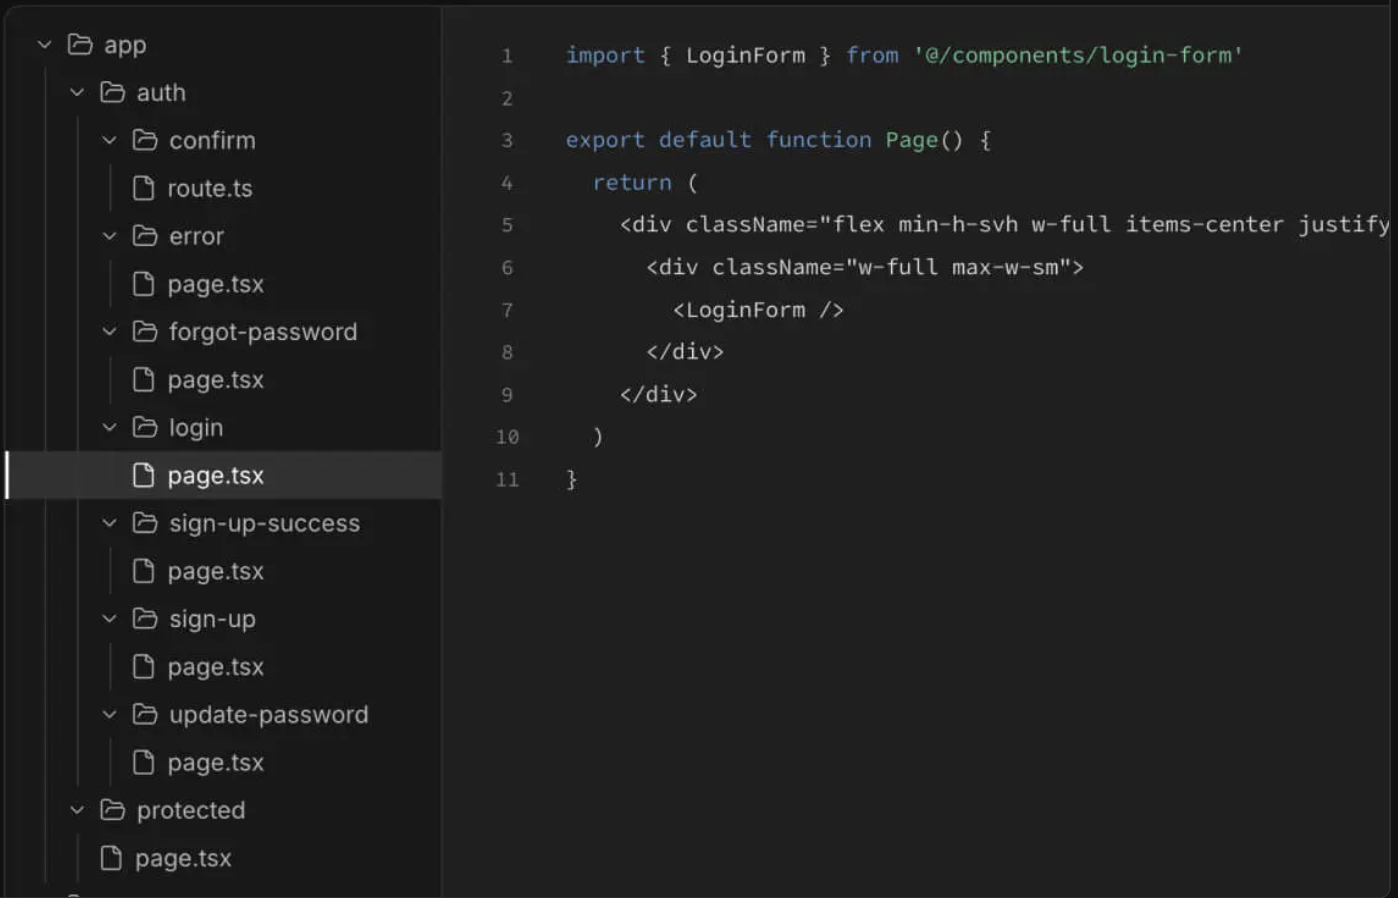 app
auth
confirm
route.ts
error
page.tsx
forgot-password
page.tsx
login
page.tsx
sign-up-success
page.tsx
sign-up
page.tsx
update-password
page.tsx
protected
page.tsx
1 import { LoginForm } from '@/components/login-form'
2
3 export default function Page() {
4 return (
5 <div className="flex min-h-svh w-full items-center justify
6 <div className="w-full max-w-sm">
7 <LoginForm />
8 </div>
9 </div>
10 )
11 }